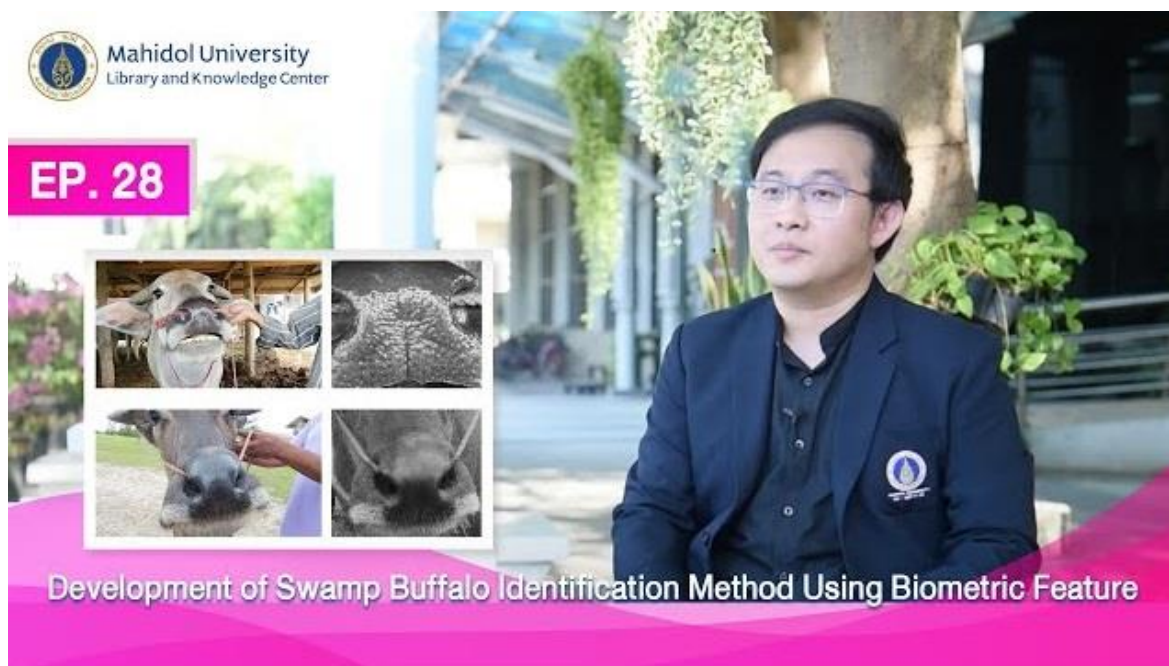 Mahidol University
Library and Knowledge Center
EP. 28
Development of Swamp Buffalo Identification Method Using Biometric Feature